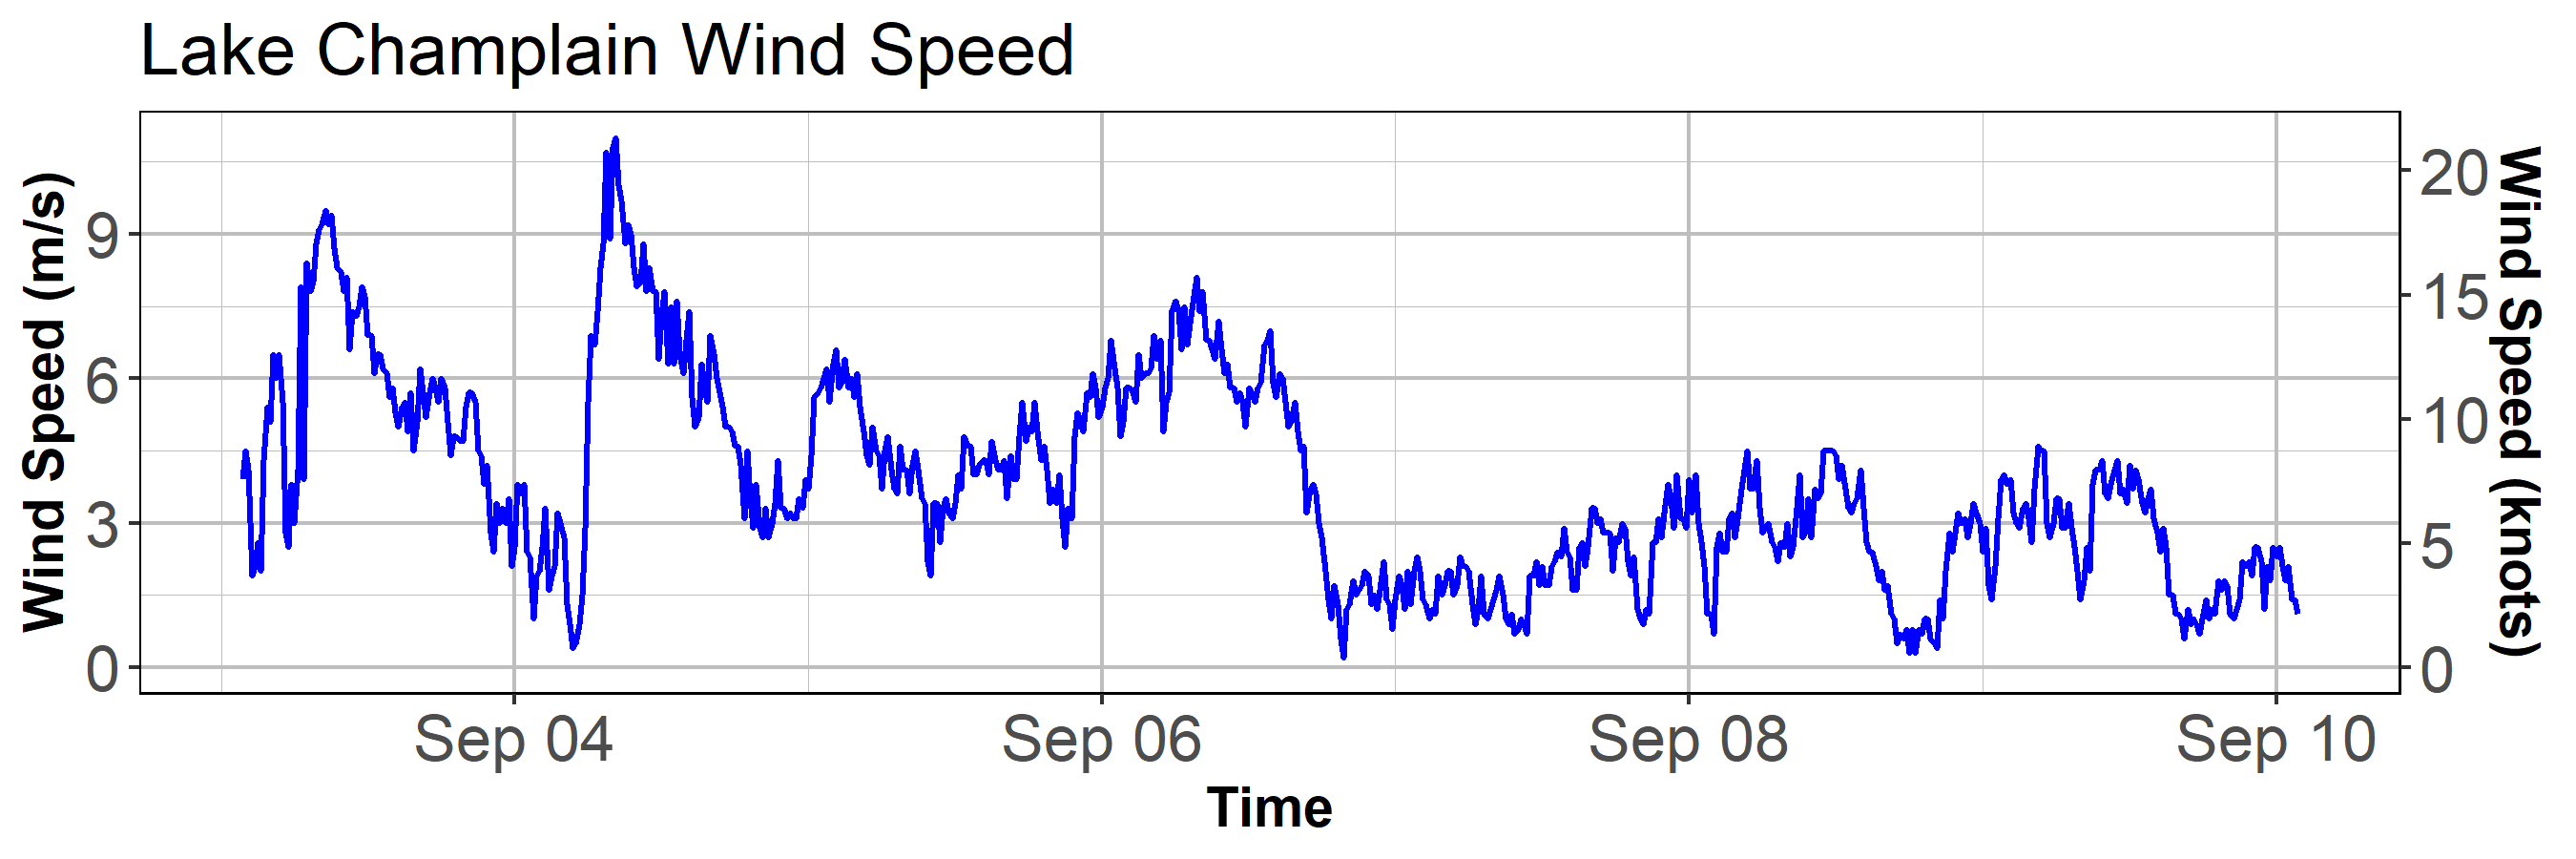 Lake Champlain Wind Speed
Wind Speed (m/s)
9
6
3
0
20
15
10
5
0
Wind Speed (knots)
Sep 04
Sep 06
Sep 08
Sep 10
Time